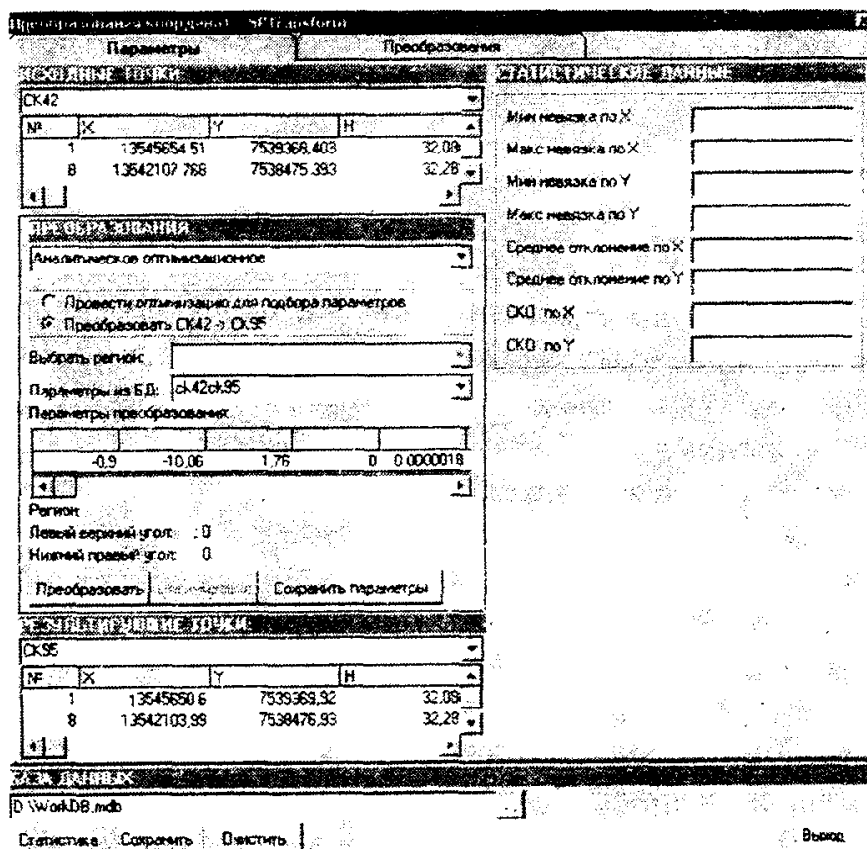 Преобразования координат - SPTransform
Параметры Преобразования
ИСХОДНЫЕ ТОЧКИ
СК42
№ X Y H
1 13545654.51 7539368,403 32,08
8 13542107.768 7538475.393 32,28
ПРЕОБРАЗОВАНИЯ
Аналитическое оптимизационное
Провести оптимизацию для подбора параметров
Преобразовать СК42 -> СК95
Выбрать регион:
Параметры из БД: ck42ck95
Параметры преобразования:
-0,9 -10,06 1,76 0 0.0000018
Регион:
Левый верхний угол: : 0
Нижний правый угол: 0
Преобразовать Сохранить параметры
РЕЗУЛЬТИРУЮЩИЕ ТОЧКИ
СК95
№ X Y H
1 13545650.6 7539369,92 32,08
8 13542103,99 7538476,93 32,28
СТАТИСТИЧЕСКИЕ ДАННЫЕ
Мин невязка по X
Макс невязка по X
Мин невязка по Y
Макс невязка по Y
Среднее отклонение по X
Среднее отклонение по Y
СКО по X
СКО по Y
БАЗА ДАННЫХ
D:\WorkDB.mdb ...
Статистика Сохранить Очистить Выход